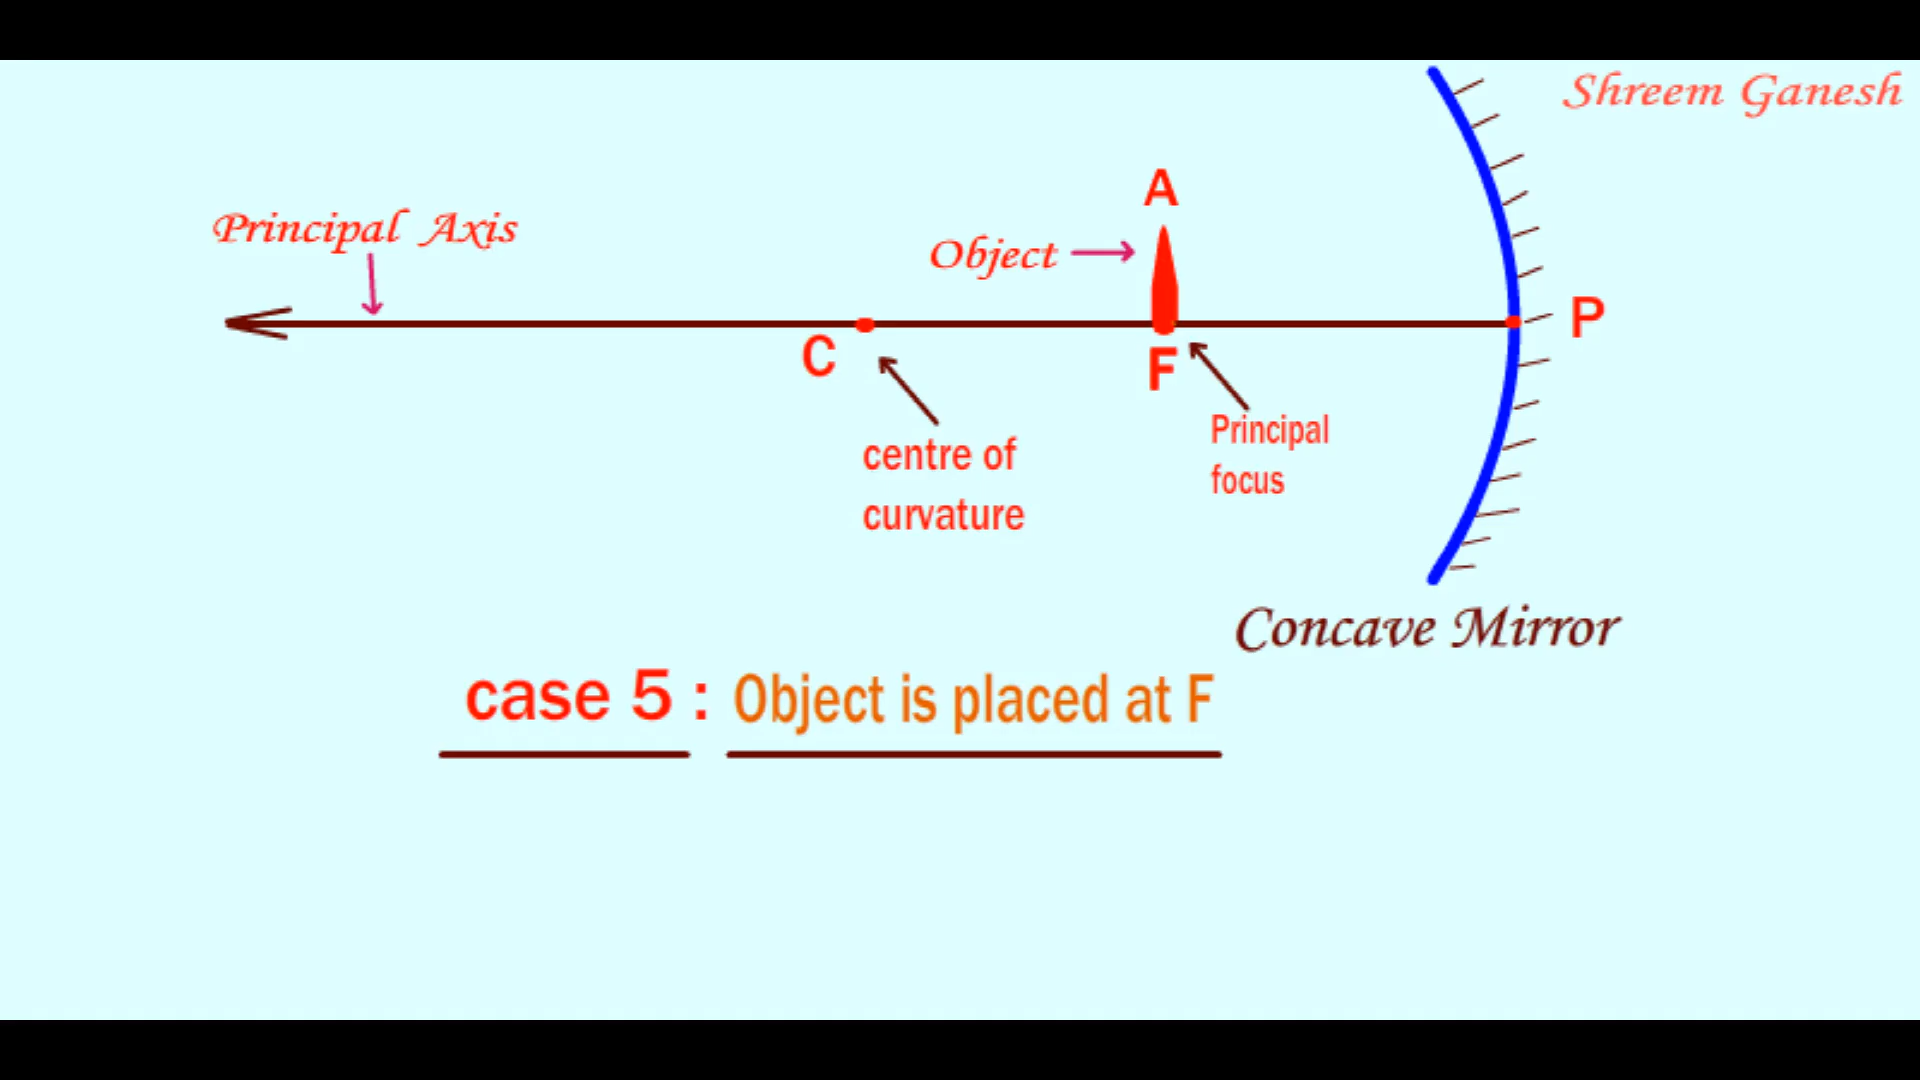 Shreem Ganesh
A
Principal Axis
Object
P
C
F
Principal
focus
centre of
curvature
Concave Mirror
case 5 : Object is placed at F